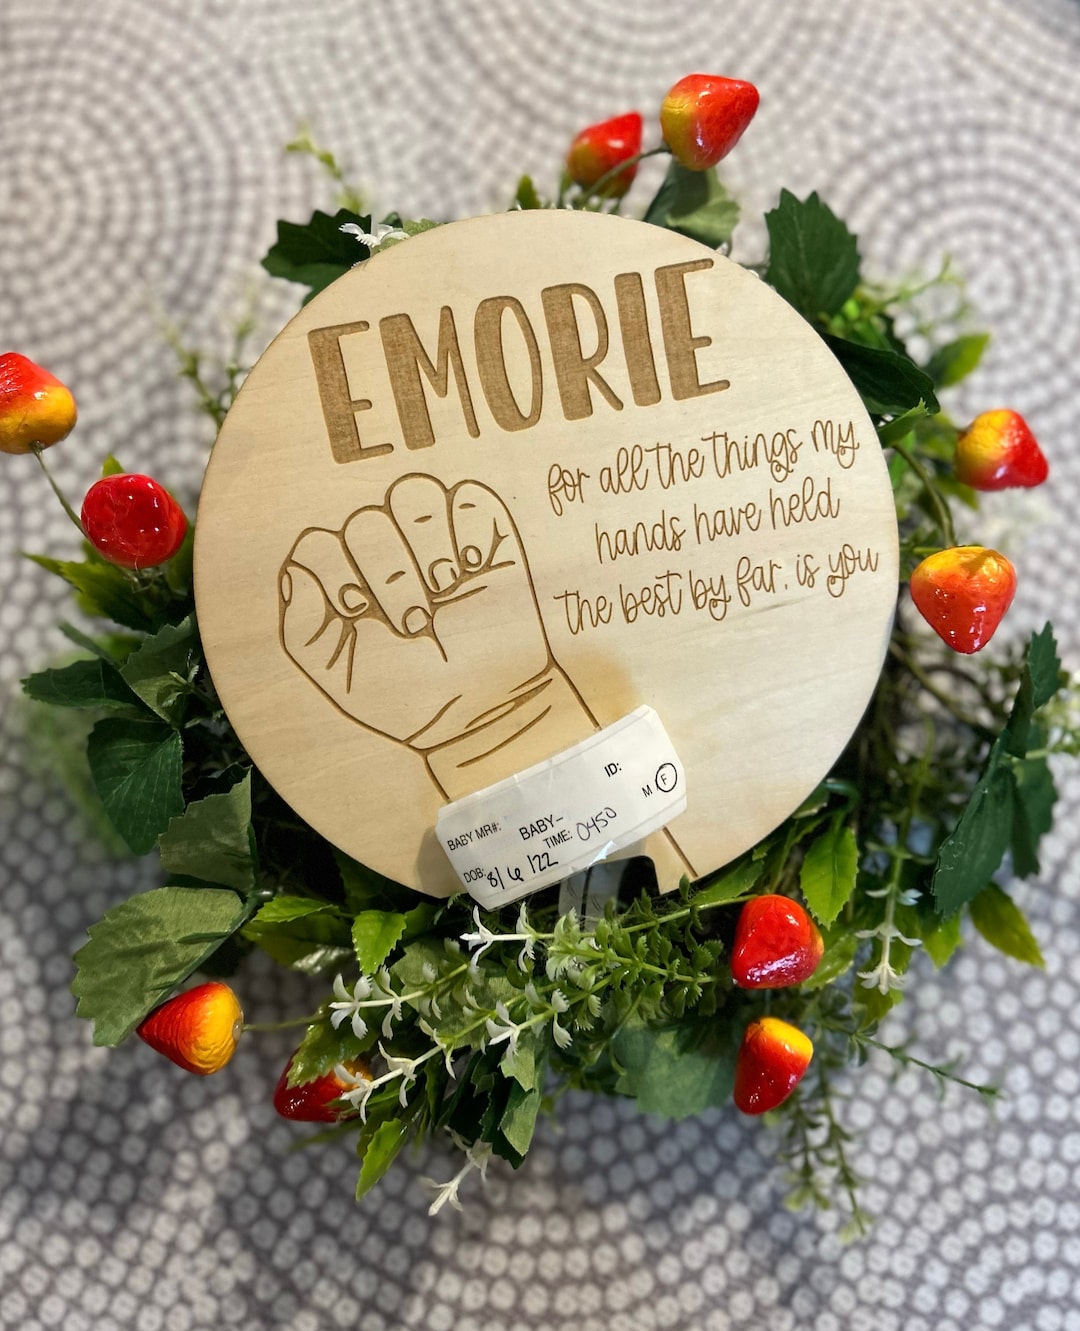 EMORIE
for all the things my
hands have held
the best by far, is you
ID:
BABY MR#: BABY- M F
DOB: 8/6/22 TIME: 0450